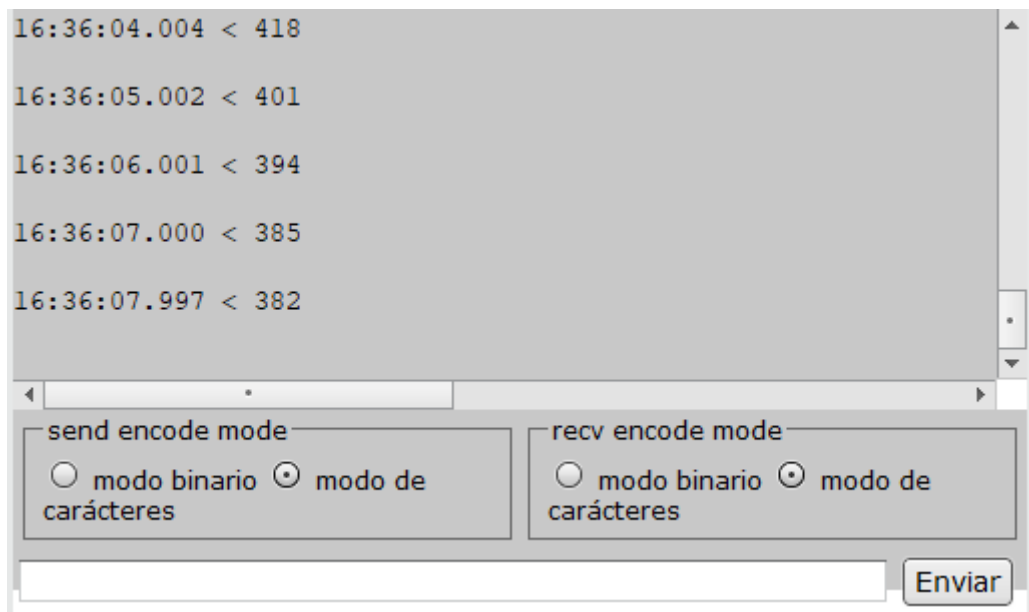 16:36:04.004 < 418
16:36:05.002 < 401
16:36:06.001 < 394
16:36:07.000 < 385
16:36:07.997 < 382
send encode mode
modo binario modo de
carácteres
recv encode mode
modo binario modo de
carácteres
Enviar